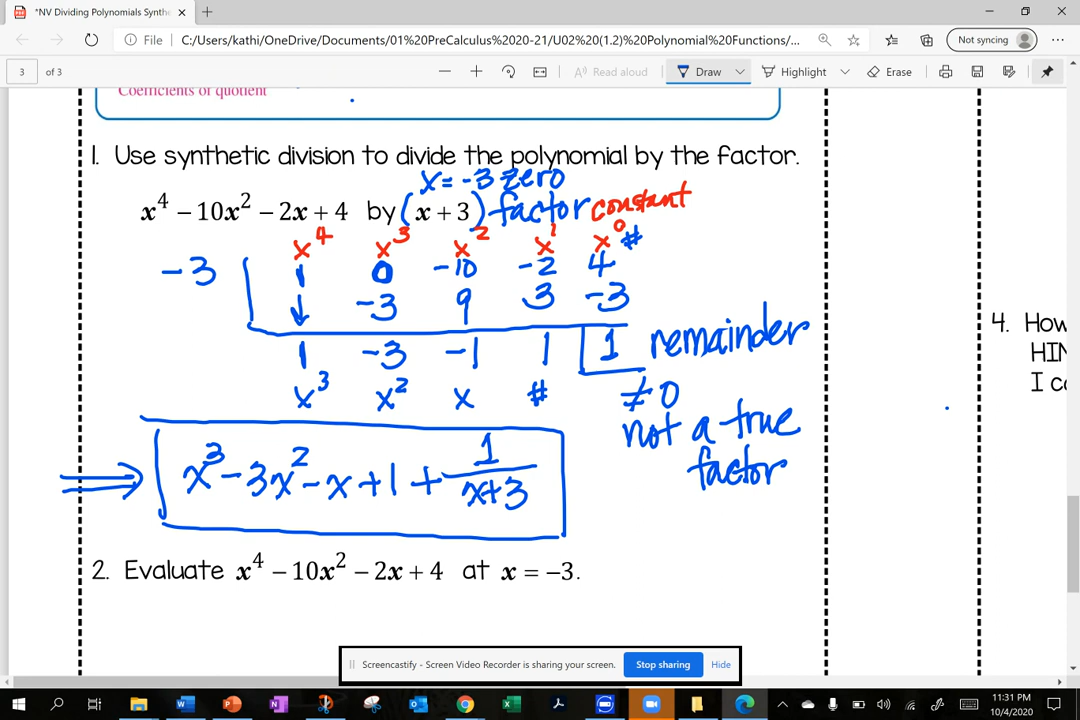 *NV Dividing Polynomials Synthe
File
C:/Users/kathi/OneDrive/Documents/01%20PreCalculus%2020-21/U02%20(1.2)%20Polynomial%20Functions/...
Not syncing
3 of 3
Read aloud
Draw
Highlight
Erase
Coefficients of quotient
1. Use synthetic division to divide the polynomial by the factor.
x = -3 zero
x⁴ − 10x² − 2x + 4 by (x + 3) factor constant
x⁴ x³ x² x¹ x⁰ #
-3 1 0 -10 -2 4
↓ -3 9 3 -3
1 -3 -1 1 1 remainder
x³ x² x # ≠ 0
not a true
factor
⇒ x³ - 3x² - x + 1 + 1/(x+3)
2. Evaluate x⁴ − 10x² − 2x + 4 at x = −3.
4. How
HIN
I ca
Screencastify - Screen Video Recorder is sharing your screen.
Stop sharing
Hide
11:31 PM
10/4/2020